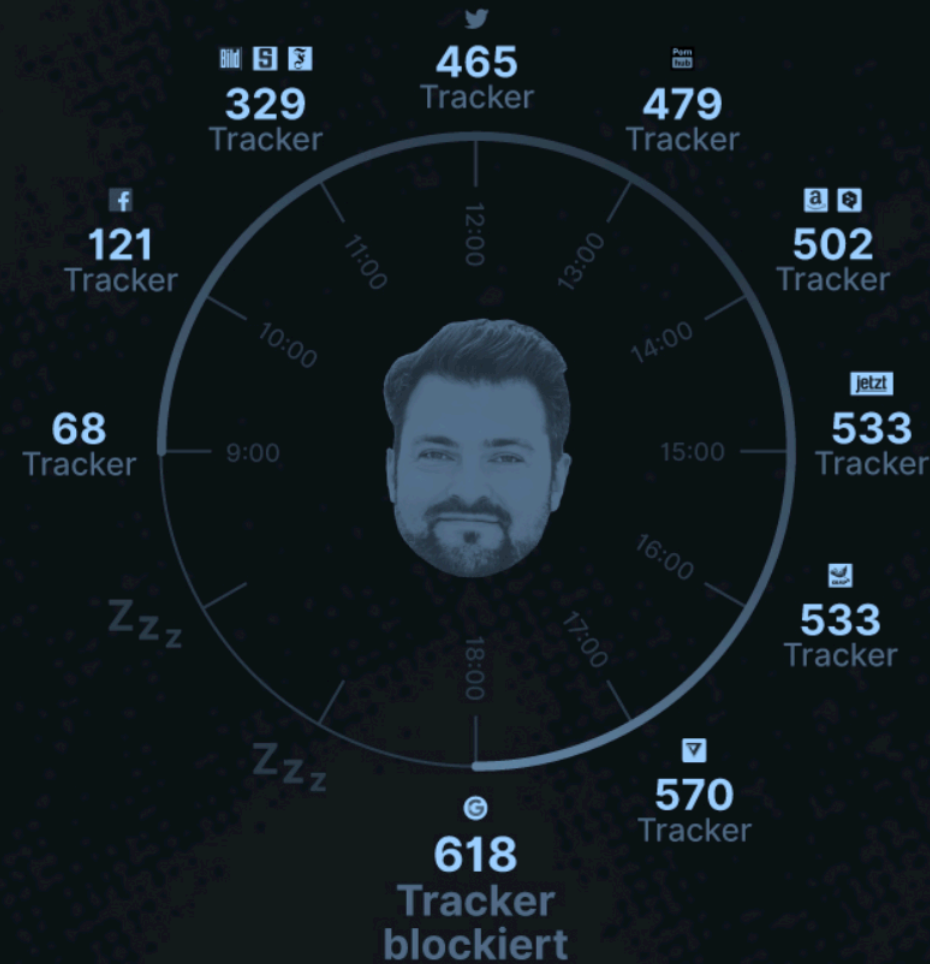 465
Tracker
Bild S
329
Tracker
Porn
hub
479
Tracker
f
121
Tracker
a
502
Tracker
12:00
11:00
13:00
10:00
14:00
68
Tracker
9:00
15:00
jetzt
533
Tracker
16:00
533
Tracker
17:00
18:00
Zzz
Zzz
570
Tracker
G
618
Tracker
blockiert